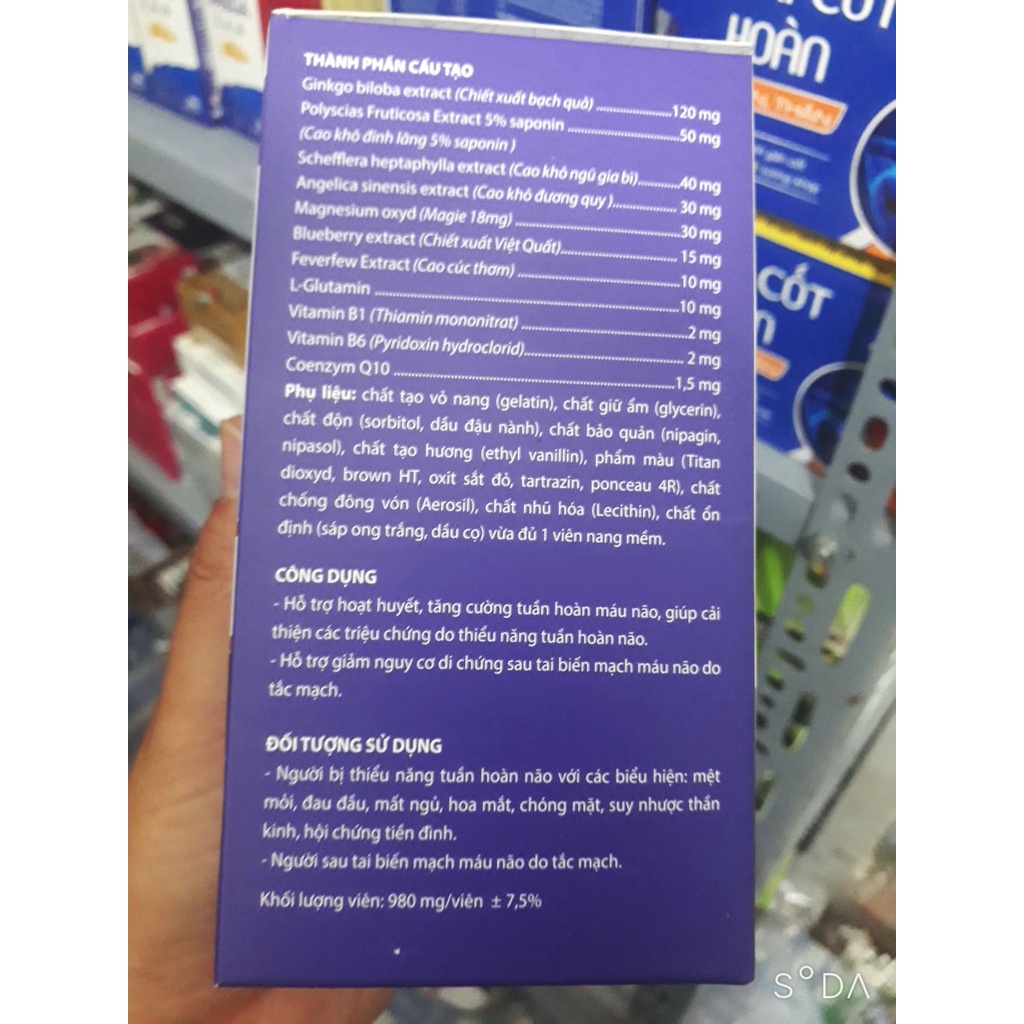 THÀNH PHẦN CẤU TẠO
Ginkgo biloba extract (Chiết xuất bạch quả) ..................120 mg
Polyscias Fruticosa Extract 5% saponin ..........................50 mg
(Cao khô đinh lăng 5% saponin )
Schefflera heptaphylla extract (Cao khô ngũ gia bì)..........40 mg
Angelica sinensis extract (Cao khô đương quy )............... 30 mg
Magnesium oxyd (Magie 18mg) .......................................30 mg
Blueberry extract (Chiết xuất Việt Quất)........................... 15 mg
Feverfew Extract (Cao cúc thơm) ......................................10 mg
L-Glutamin .......................................................................10 mg
Vitamin B1 (Thiamin mononitrat) .......................................2 mg
Vitamin B6 (Pyridoxin hydroclorid)..................................... 2 mg
Coenzym Q10 ..................................................................1,5 mg
Phụ liệu: chất tạo vỏ nang (gelatin), chất giữ ẩm (glycerin),
chất độn (sorbitol, dầu đậu nành), chất bảo quản (nipagin,
nipasol), chất tạo hương (ethyl vanillin), phẩm màu (Titan
dioxyd, brown HT, oxit sắt đỏ, tartrazin, ponceau 4R), chất
chống đông vón (Aerosil), chất nhũ hóa (Lecithin), chất ổn
định (sáp ong trắng, dầu cọ) vừa đủ 1 viên nang mềm.
CÔNG DỤNG
- Hỗ trợ hoạt huyết, tăng cường tuần hoàn máu não, giúp cải
thiện các triệu chứng do thiểu năng tuần hoàn não.
- Hỗ trợ giảm nguy cơ di chứng sau tai biến mạch máu não do
tắc mạch.
ĐỐI TƯỢNG SỬ DỤNG
- Người bị thiểu năng tuần hoàn não với các biểu hiện: mệt
mỏi, đau đầu, mất ngủ, hoa mắt, chóng mặt, suy nhược thần
kinh, hội chứng tiền đình.
- Người sau tai biến mạch máu não do tắc mạch.
Khối lượng viên: 980 mg/viên ± 7,5%
HOÀN
CỐT
S°DA